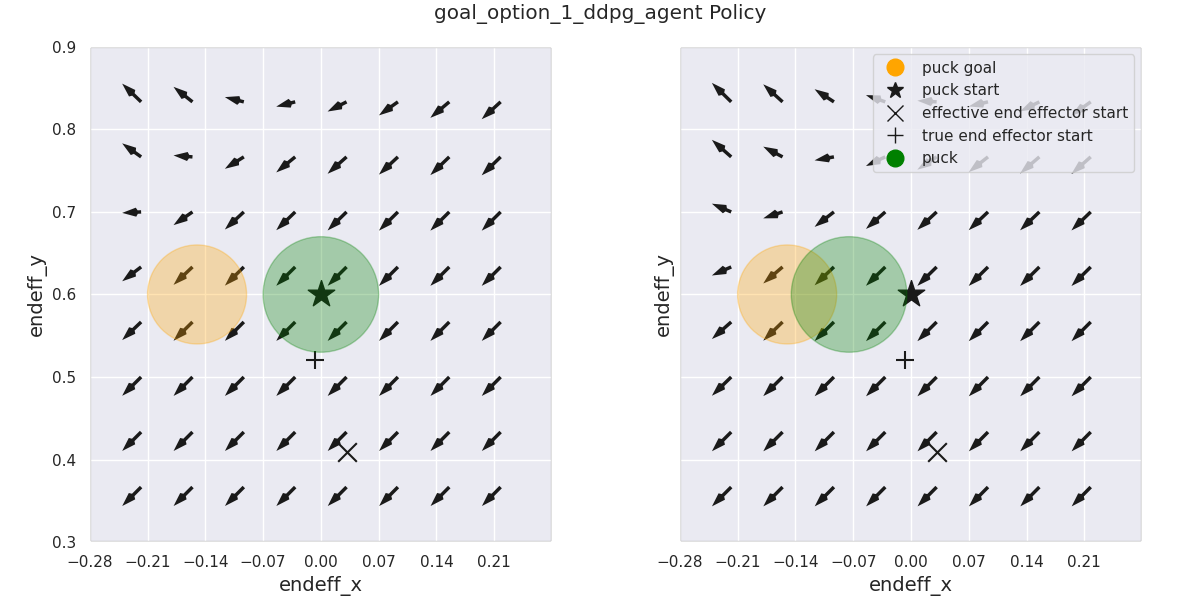 goal_option_1_ddpg_agent Policy
0.9
0.8
0.7
0.6
0.5
0.4
0.3
endeff_y
−0.28 −0.21 −0.14 −0.07 0.00 0.07 0.14 0.21
endeff_x
puck goal
puck start
effective end effector start
true end effector start
puck
endeff_y
−0.28 −0.21 −0.14 −0.07 0.00 0.07 0.14 0.21
endeff_x